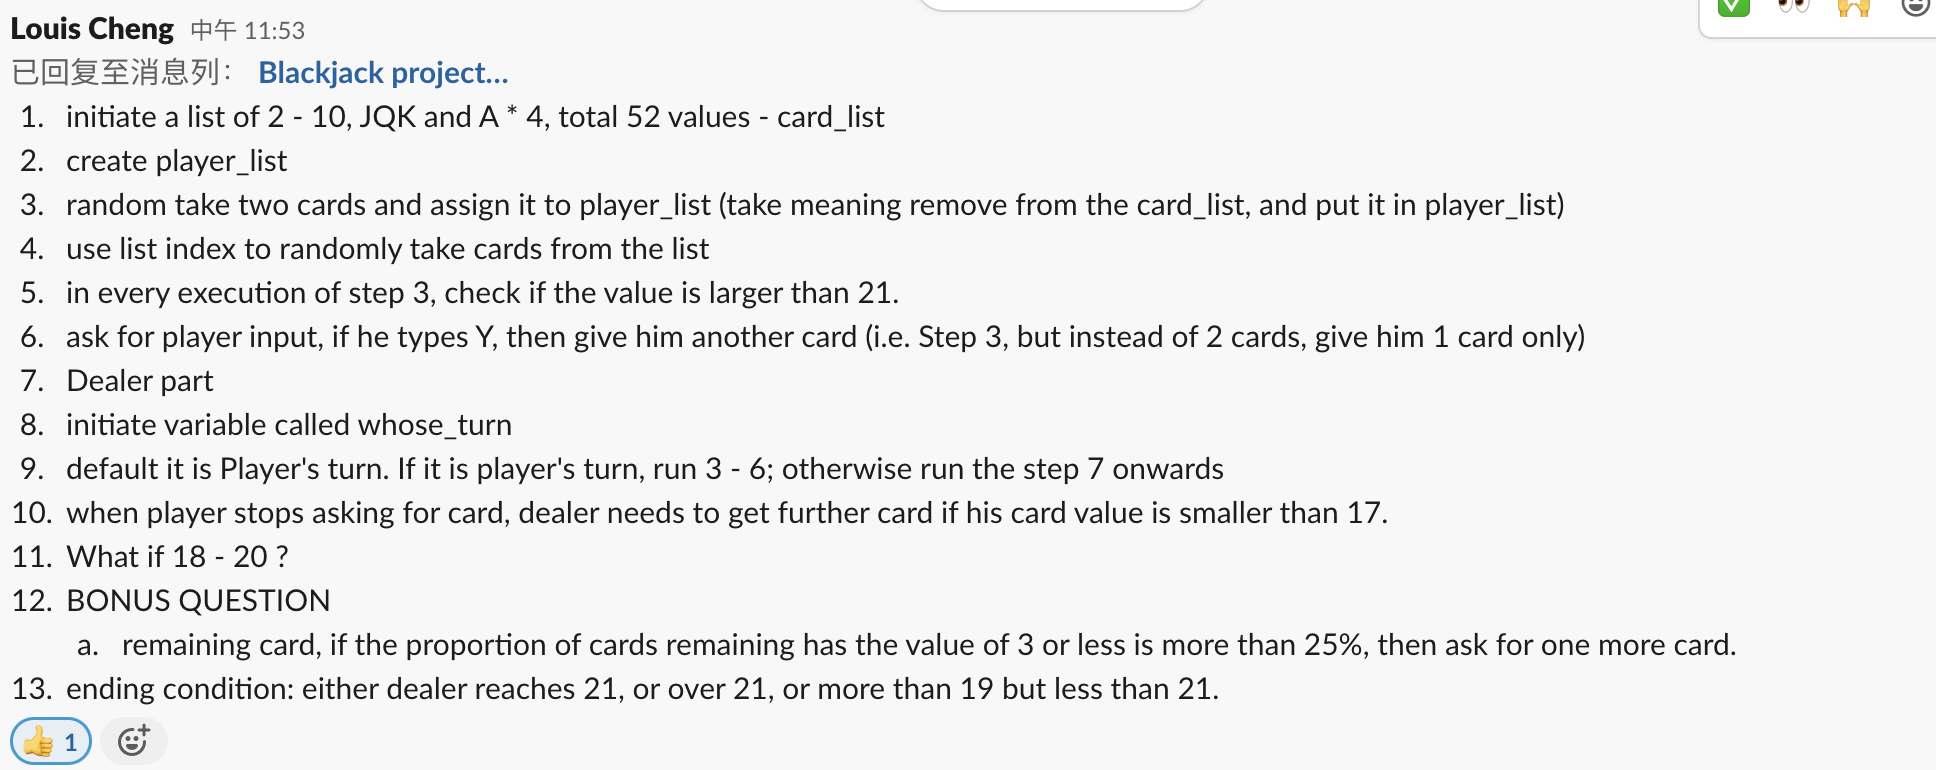 Louis Cheng 中午 11:53
已回复至消息列： Blackjack project...
1. initiate a list of 2 - 10, JQK and A * 4, total 52 values - card_list
2. create player_list
3. random take two cards and assign it to player_list (take meaning remove from the card_list, and put it in player_list)
4. use list index to randomly take cards from the list
5. in every execution of step 3, check if the value is larger than 21.
6. ask for player input, if he types Y, then give him another card (i.e. Step 3, but instead of 2 cards, give him 1 card only)
7. Dealer part
8. initiate variable called whose_turn
9. default it is Player's turn. If it is player's turn, run 3 - 6; otherwise run the step 7 onwards
10. when player stops asking for card, dealer needs to get further card if his card value is smaller than 17.
11. What if 18 - 20 ?
12. BONUS QUESTION
a. remaining card, if the proportion of cards remaining has the value of 3 or less is more than 25%, then ask for one more card.
13. ending condition: either dealer reaches 21, or over 21, or more than 19 but less than 21.
1